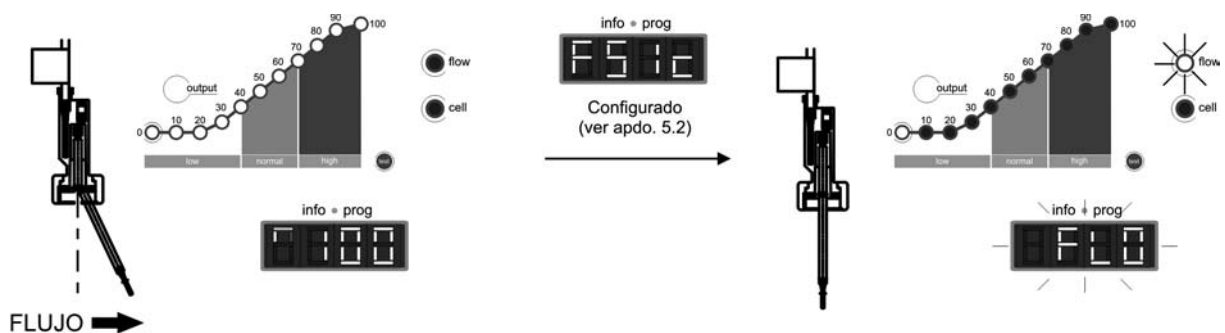 0
10
20
30
40
50
60
70
80
90
100
output
low
normal
high
test
flow
cell
info • prog
100
FLUJO
info • prog
FS12
Configurado
(ver apdo. 5.2)
0
10
20
30
40
50
60
70
80
90
100
output
low
normal
high
test
flow
cell
info • prog
FLO